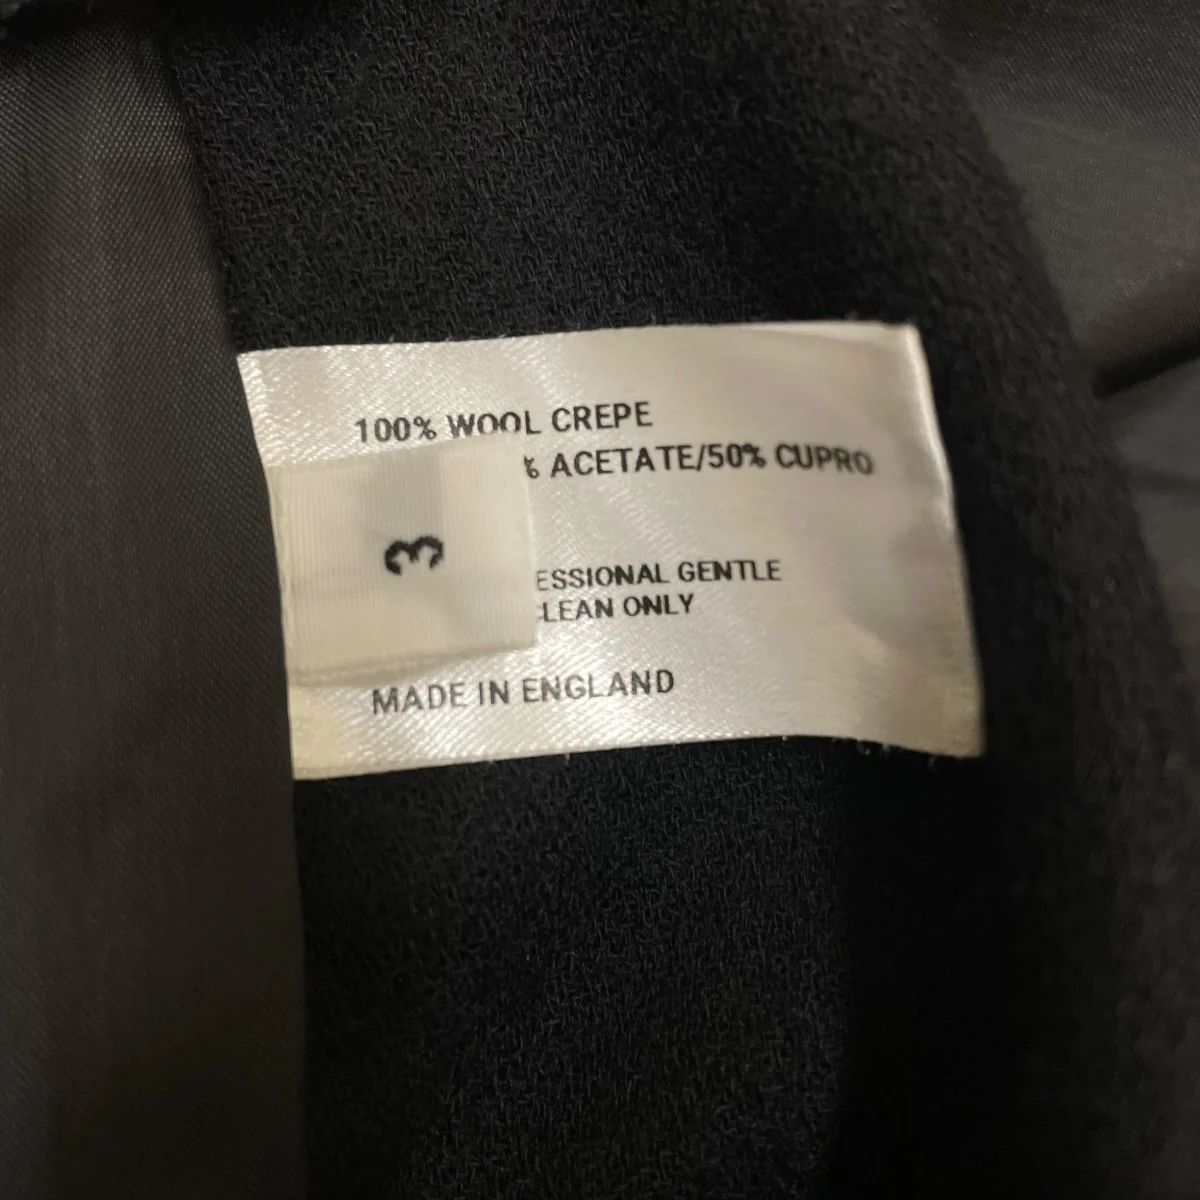 100% WOOL CREPE
% ACETATE/50% CUPRO
3
ESSIONAL GENTLE
LEAN ONLY
MADE IN ENGLAND